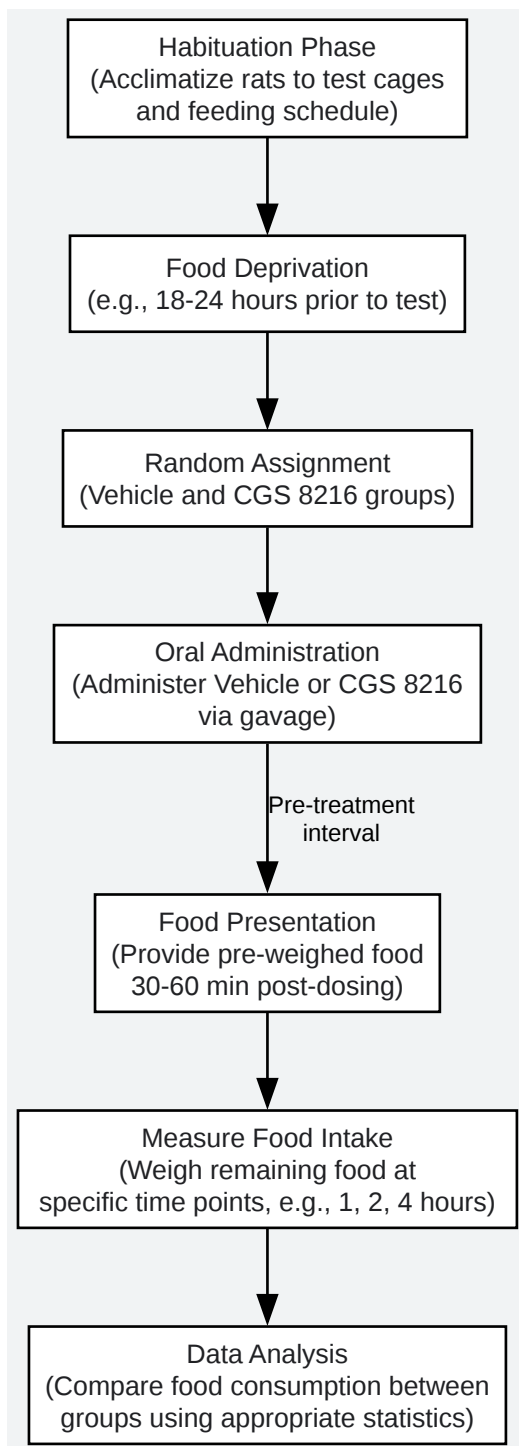 Habituation Phase
(Acclimatize rats to test cages
and feeding schedule)
Food Deprivation
(e.g., 18-24 hours prior to test)
Random Assignment
(Vehicle and CGS 8216 groups)
Oral Administration
(Administer Vehicle or CGS 8216
via gavage)
Pre-treatment
interval
Food Presentation
(Provide pre-weighed food
30-60 min post-dosing)
Measure Food Intake
(Weigh remaining food at
specific time points, e.g., 1, 2, 4 hours)
Data Analysis
(Compare food consumption between
groups using appropriate statistics)